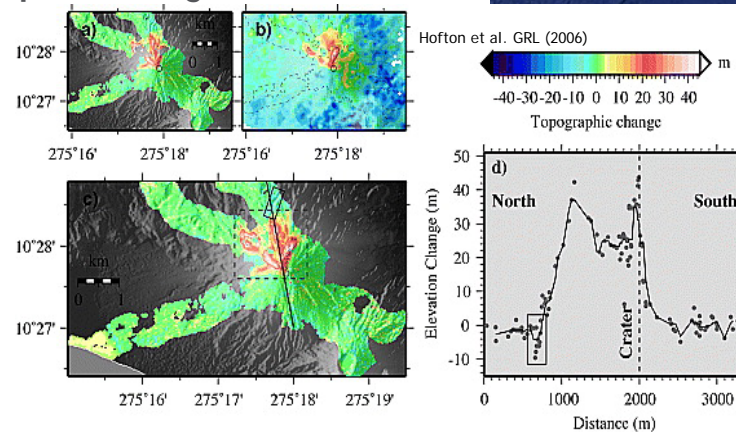 Hofton et al. GRL (2006)
a)
km
0 1
b)
10°28'
10°27'
275°16' 275°18' 275°18'
m
-40 -30 -20 -10 0 10 20 30 40
Topographic change
c)
km
0 1
10°28'
10°27'
275°16' 275°17' 275°18' 275°19'
d)
North South
Crater
Elevation Change (m)
50
40
30
20
10
0
-10
0 1000 2000 3000
Distance (m)